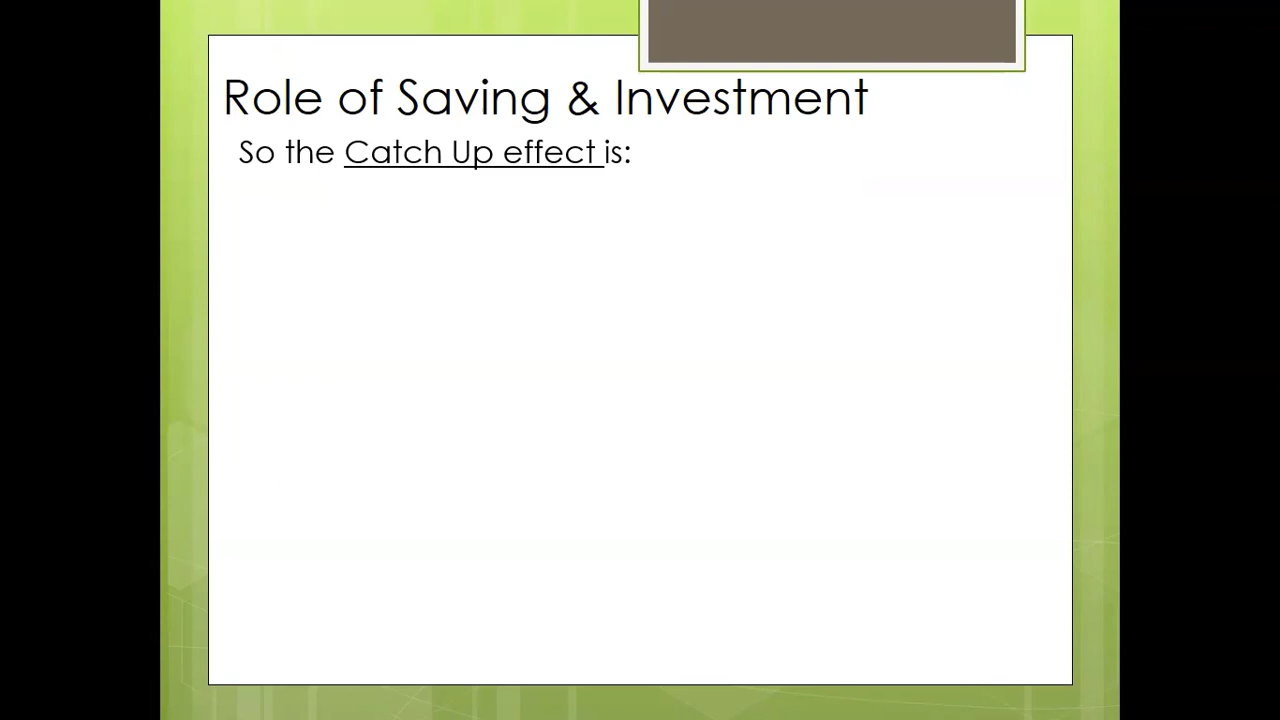 Role of Saving & Investment
So the Catch Up effect is: